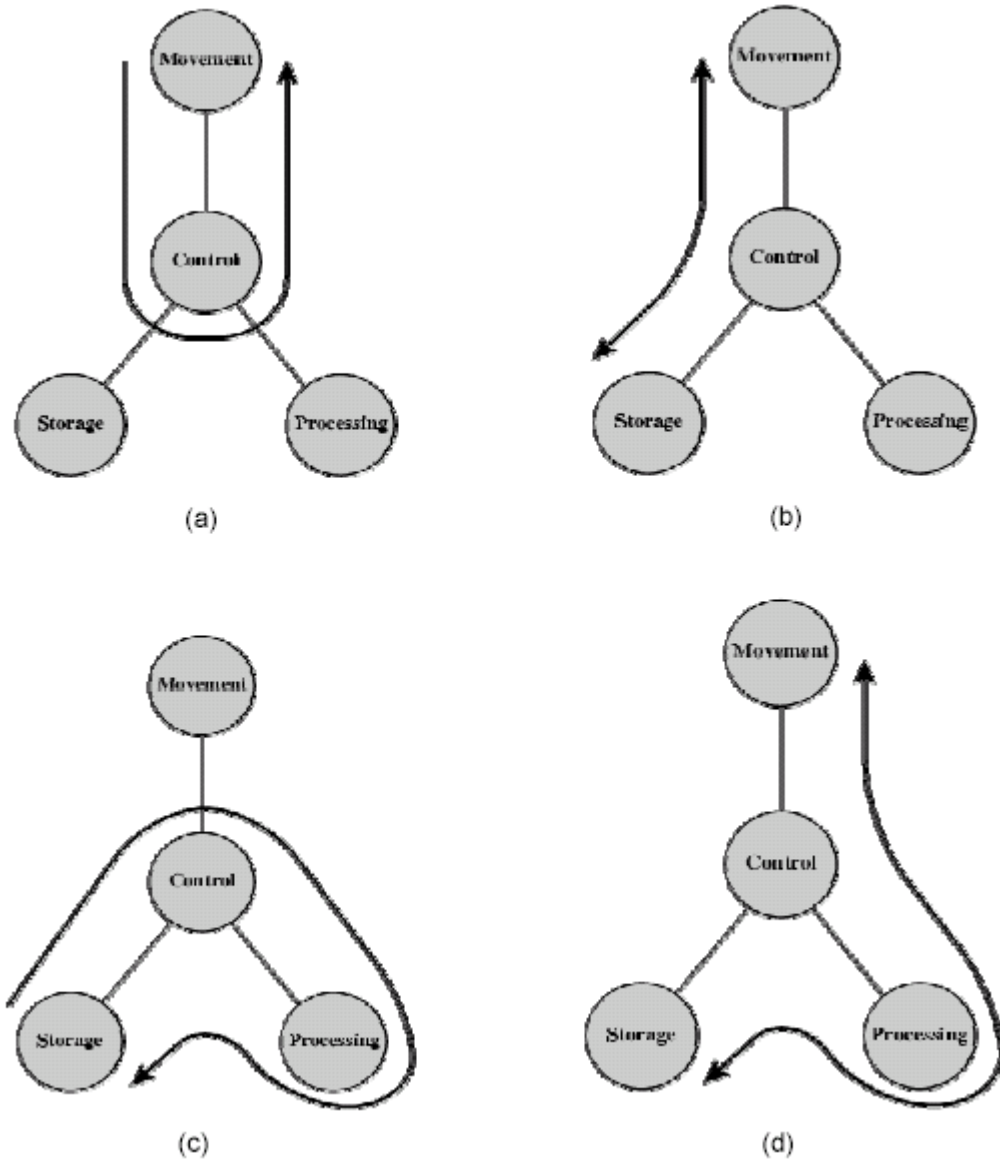 Movement
Movement
Control
Control
Storage
Processing
Storage
Processing
(a)
(b)
Movement
Movement
Control
Control
Storage
Processing
Storage
Processing
(c)
(d)